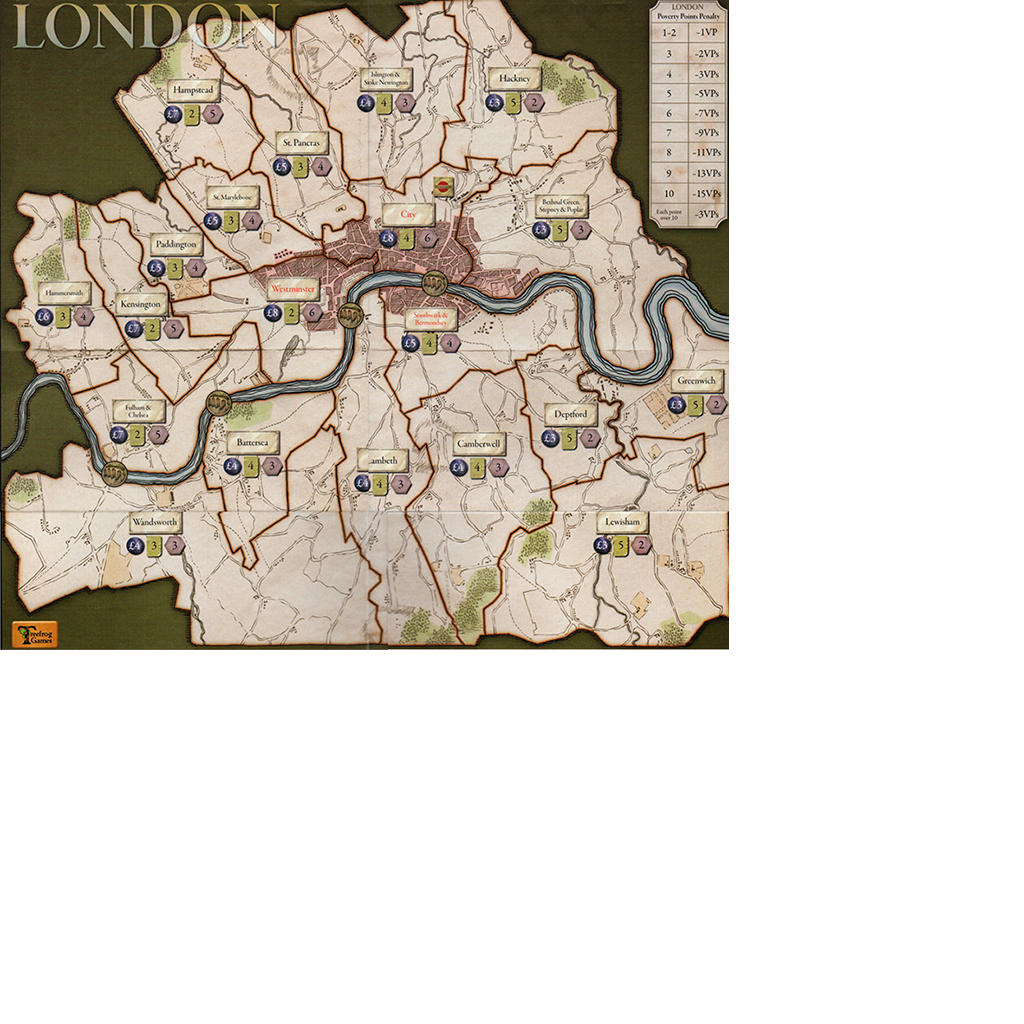 LONDON
LONDON
Poverty Points Penalty
1-2 -1VP
3 -2VPs
4 -3VPs
5 -5VPs
6 -7VPs
7 -9VPs
8 -11VPs
9 -13VPs
10 -15VPs
Each point
over 10 -3VPs
Hampstead
£7 2 5
Islington &
Stoke Newington
£4 4 3
Hackney
£3 5 2
St. Pancras
£5 3 4
St. Marylebone
£5 3 4
City
£8 4 6
Bethnal Green,
Stepney & Poplar
£3 5 3
Paddington
£5 3 4
Hammersmith
£6 3 4
Kensington
£7 2 5
Westminster
£8 2 6
Southwark &
Bermondsey
£5 4 4
Greenwich
£3 5 2
Fulham &
Chelsea
£7 2 5
Battersea
£4 4 3
Lambeth
£4 4 3
Camberwell
£4 4 3
Deptford
£3 5 2
Wandsworth
£4 3 3
Lewisham
£3 5 2
Treefrog
Games